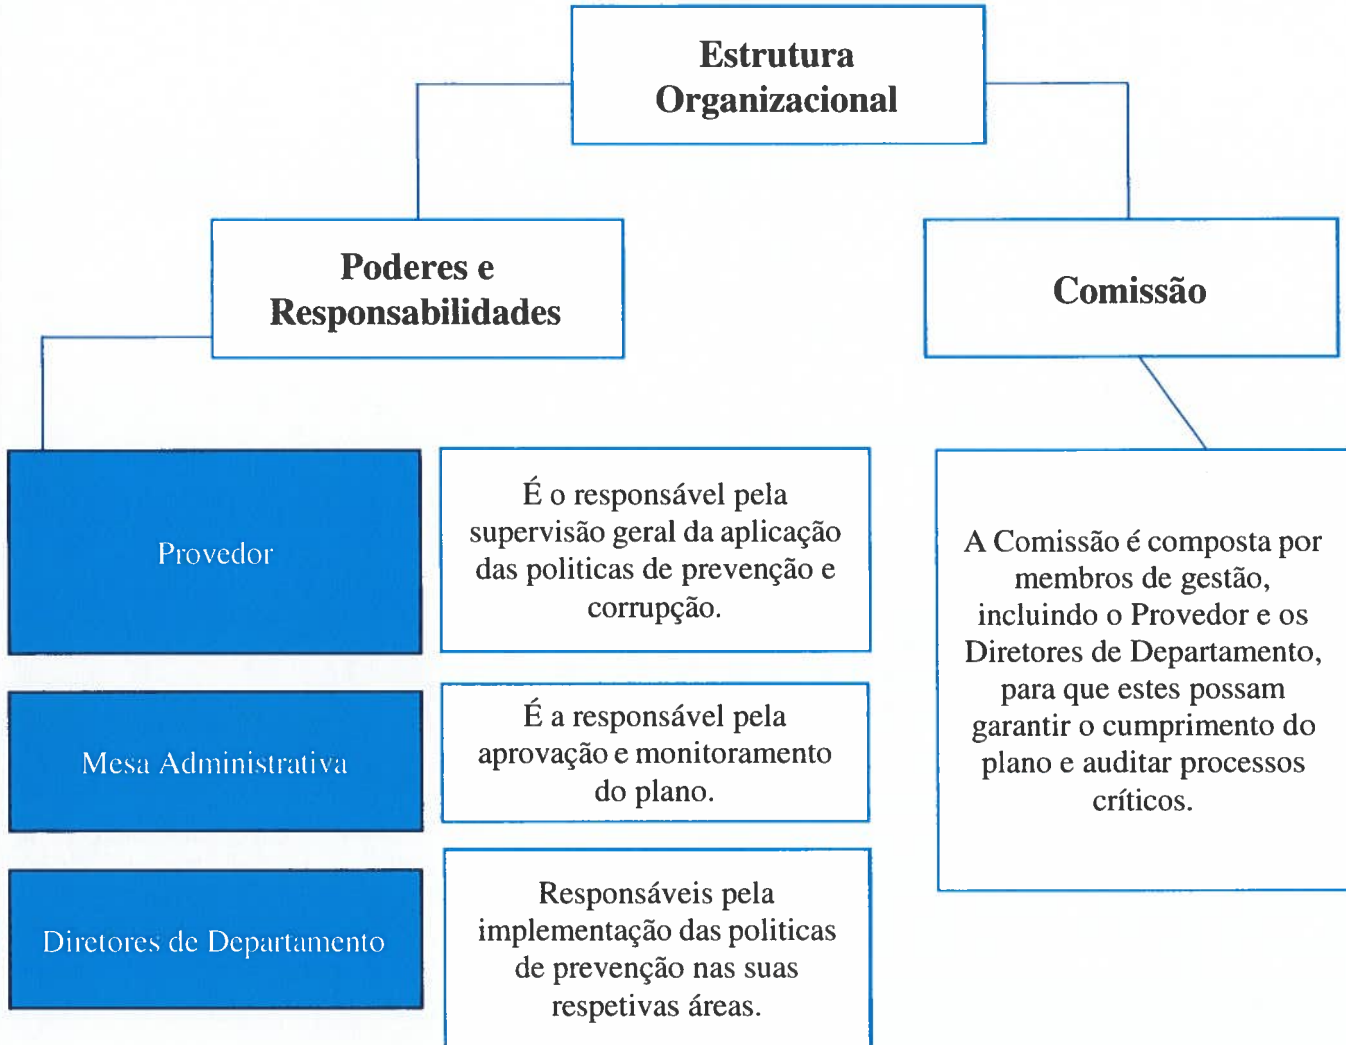 Estrutura
Organizacional
Poderes e
Responsabilidades
Comissão
Provedor
É o responsável pela
supervisão geral da aplicação
das politicas de prevenção e
corrupção.
Mesa Administrativa
É a responsável pela
aprovação e monitoramento
do plano.
Diretores de Departamento
Responsáveis pela
implementação das politicas
de prevenção nas suas
respetivas áreas.
A Comissão é composta por
membros de gestão,
incluindo o Provedor e os
Diretores de Departamento,
para que estes possam
garantir o cumprimento do
plano e auditar processos
críticos.